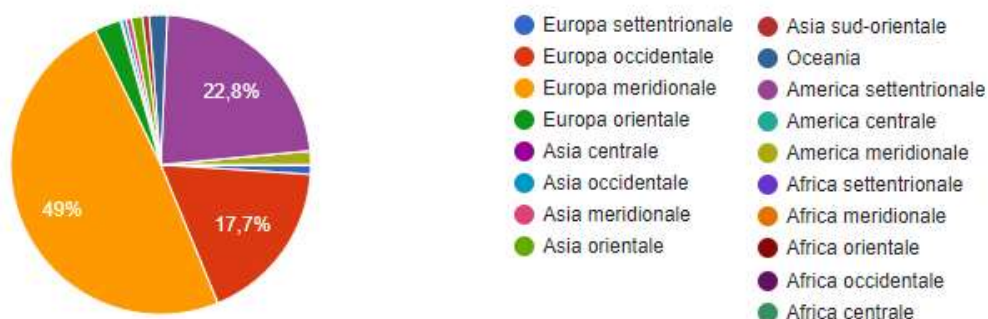 22,8%
49%
17,7%
Europa settentrionale
Europa occidentale
Europa meridionale
Europa orientale
Asia centrale
Asia occidentale
Asia meridionale
Asia orientale
Asia sud-orientale
Oceania
America settentrionale
America centrale
America meridionale
Africa settentrionale
Africa meridionale
Africa orientale
Africa occidentale
Africa centrale